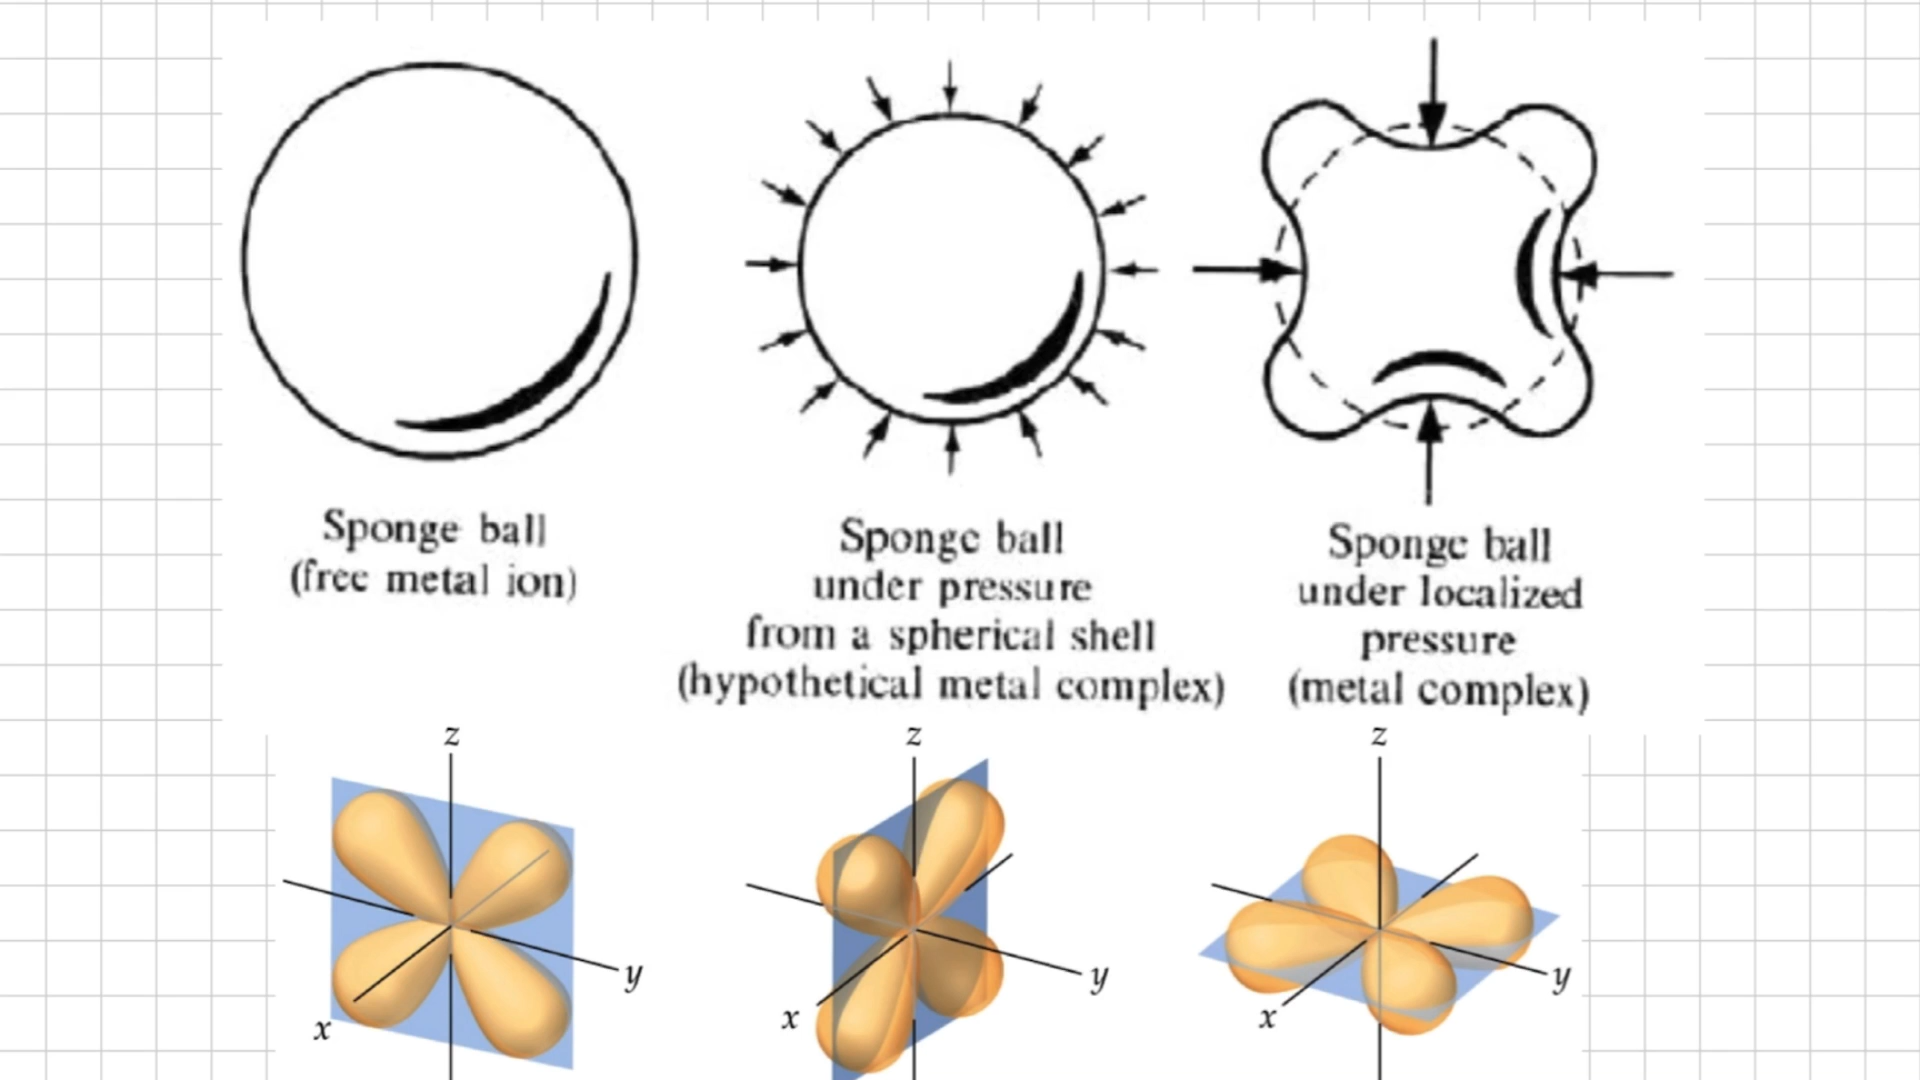 Sponge ball
(free metal ion)
Sponge ball
under pressure
from a spherical shell
(hypothetical metal complex)
Sponge ball
under localized
pressure
(metal complex)
z
y
x
z
y
x
z
y
x